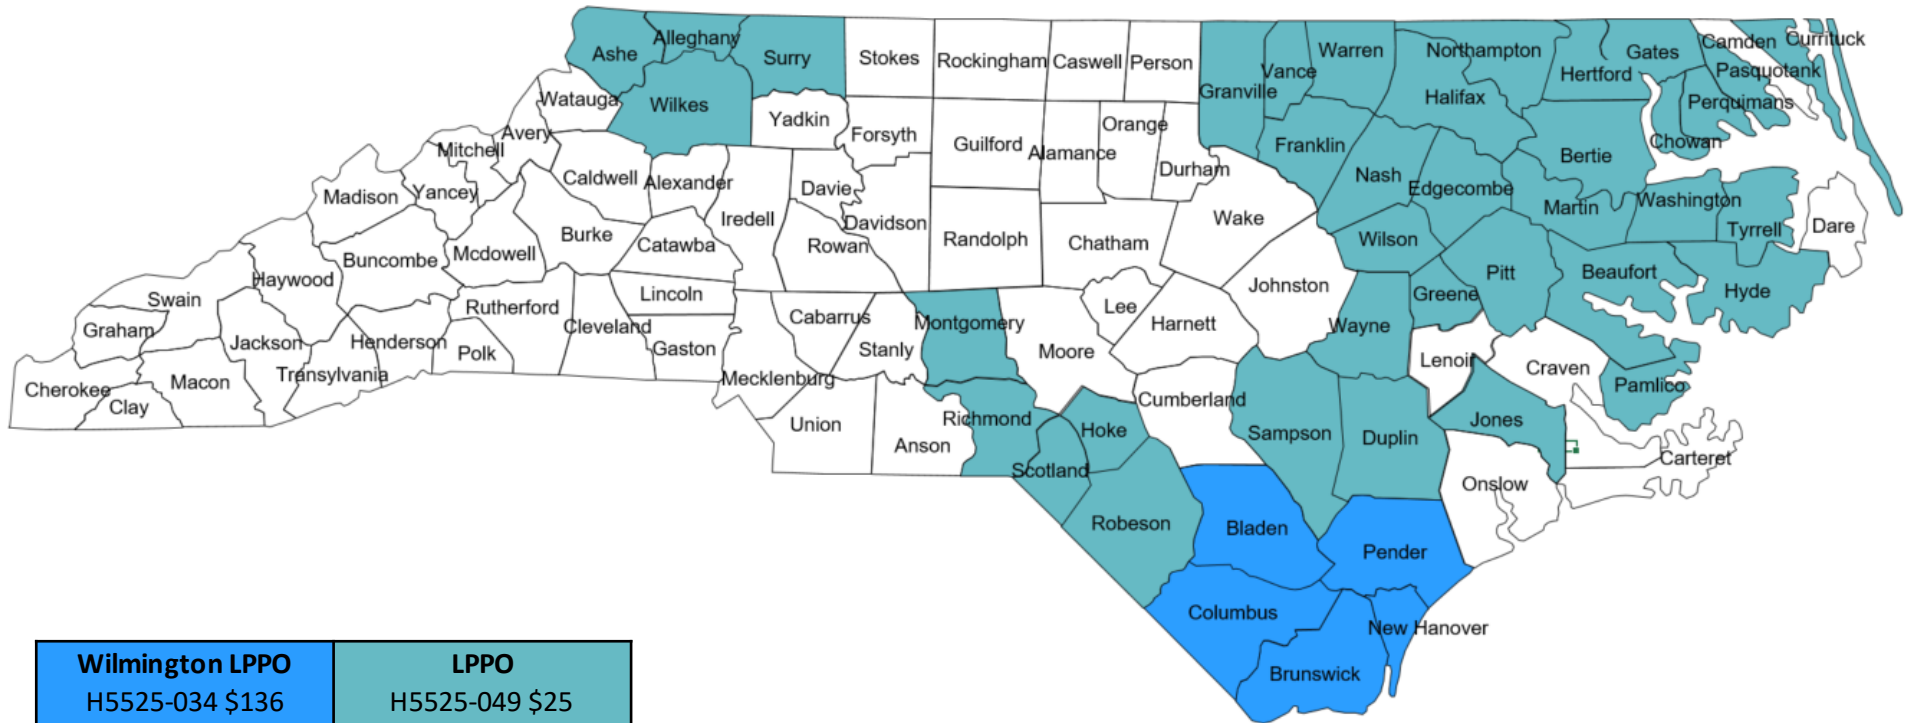 Ashe
Alleghany
Surry
Stokes
Rockingham
Caswell
Person
Granville
Vance
Warren
Northampton
Hertford
Gates
Camden
Currituck
Pasquotank
Perquimans
Chowan
Halifax
Watauga
Wilkes
Yadkin
Forsyth
Guilford
Alamance
Orange
Durham
Franklin
Nash
Edgecombe
Bertie
Martin
Washington
Tyrrell
Dare
Avery
Mitchell
Yancey
Madison
Caldwell
Alexander
Iredell
Davie
Davidson
Rowan
Randolph
Chatham
Wake
Wilson
Johnston
Greene
Pitt
Beaufort
Hyde
Haywood
Buncombe
Mcdowell
Burke
Catawba
Lincoln
Swain
Graham
Jackson
Henderson
Rutherford
Cleveland
Gaston
Cabarrus
Stanly
Montgomery
Moore
Lee
Harnett
Wayne
Lenoir
Craven
Pamlico
Cherokee
Clay
Macon
Transylvania
Polk
Mecklenburg
Union
Anson
Richmond
Scotland
Hoke
Cumberland
Sampson
Duplin
Jones
Onslow
Carteret
Robeson
Bladen
Pender
Columbus
New Hanover
Brunswick
Wilmington LPPO
H5525-034 $136
LPPO
H5525-049 $25